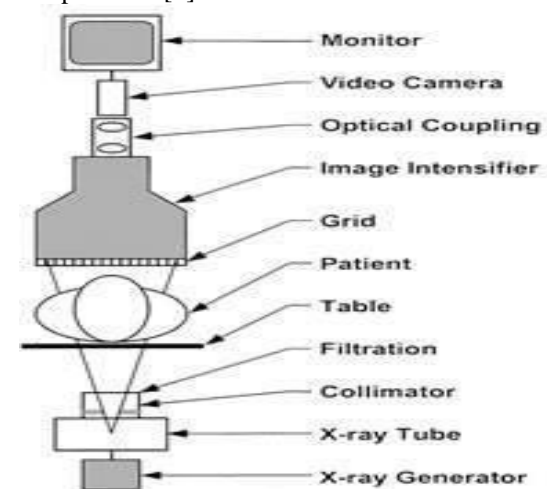 Monitor
Video Camera
Optical Coupling
Image Intensifier
Grid
Patient
Table
Filtration
Collimator
X-ray Tube
X-ray Generator